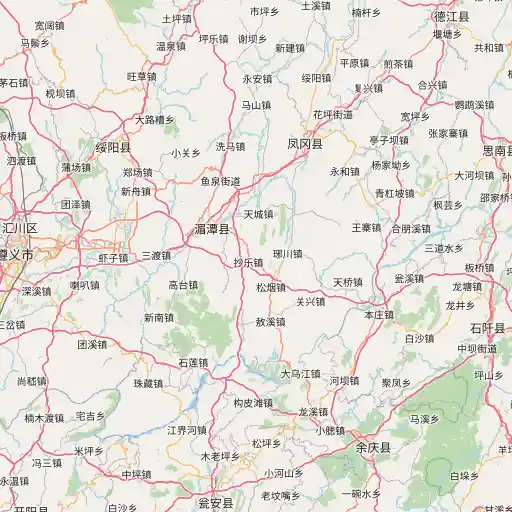 宽阔镇
土坪镇
市坪乡
土溪镇
楠杆乡
德江县
马鬃乡
温泉镇
坪乐镇
谢坝乡
新建镇
堰塘乡
共和镇
平原镇
煎茶镇
茅石镇
枧坝镇
旺草镇
永安镇
绥阳镇
复兴镇
合兴镇
马山镇
鹦鹉溪镇
大路槽乡
花坪街道
宽坪乡
板桥镇
绥阳县
小关乡
洗马镇
凤冈县
亭子坝镇
张家寨镇
思南县
泗渡镇
蒲场镇
郑场镇
永和镇
杨家坳乡
大河坝镇
新舟镇
鱼泉街道
青杠坡镇
邵家桥镇
团泽镇
天城镇
枫芸乡
汇川区
湄潭县
王寨镇
合朋溪镇
遵义市
虾子镇
三渡镇
抄乐镇
琊川镇
三道水乡
板桥镇
深溪镇
喇叭镇
高台镇
松烟镇
天桥镇
瓮溪镇
龙塘镇
关兴镇
龙井乡
三岔镇
新南镇
敖溪镇
本庄镇
石阡县
团溪镇
白沙镇
中坝街道
石莲镇
尚嵇镇
珠藏镇
大乌江镇
河坝镇
聚凤乡
坪山乡
楠木渡镇
宅吉乡
构皮滩镇
龙溪镇
马溪乡
江界河镇
小腮镇
米坪乡
木老坪乡
松坪乡
余庆县
冯三镇
中坪镇
小河山乡
白垛乡
永温镇
开阳县
白沙乡
瓮安县
老坟嘴乡
一碗水乡
甘溪乡